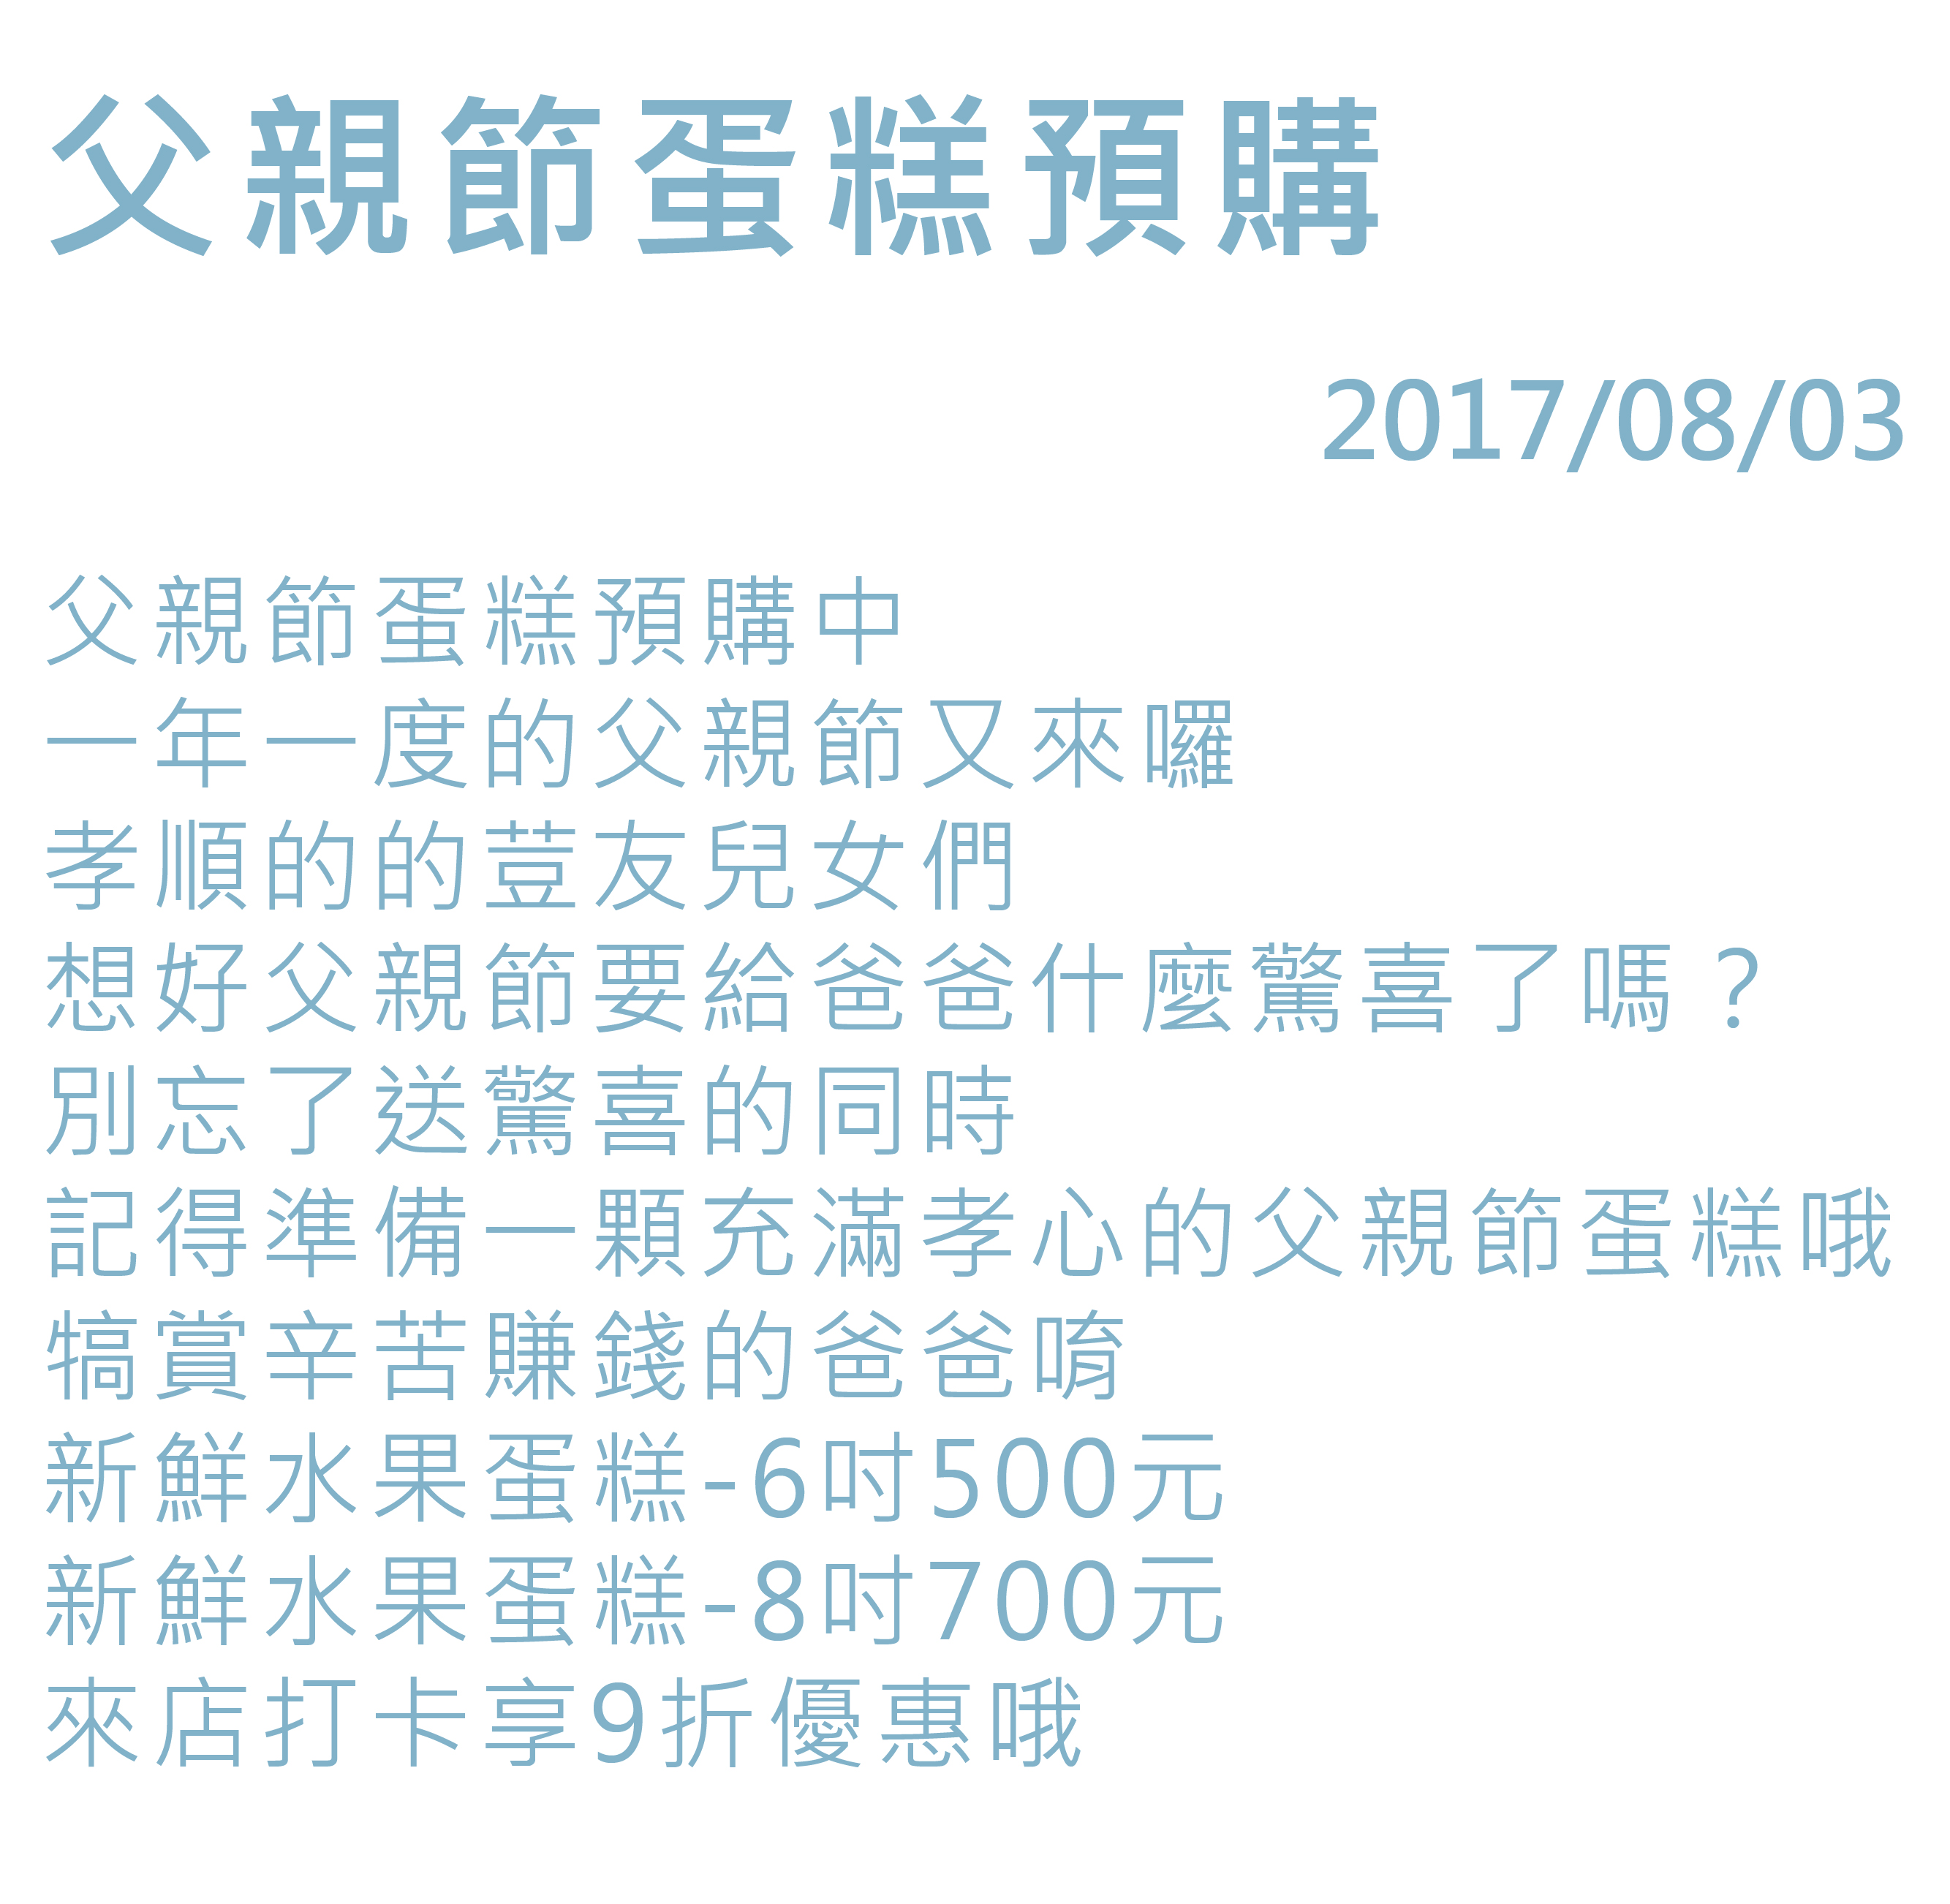 父親節蛋糕預購
2017/08/03
父親節蛋糕預購中
一年一度的父親節又來囉
孝順的的荳友兒女們
想好父親節要給爸爸什麼驚喜了嗎?
別忘了送驚喜的同時
記得準備一顆充滿孝心的父親節蛋糕哦
犒賞辛苦賺錢的爸爸唷
新鮮水果蛋糕-6吋500元
新鮮水果蛋糕-8吋700元
來店打卡享9折優惠哦